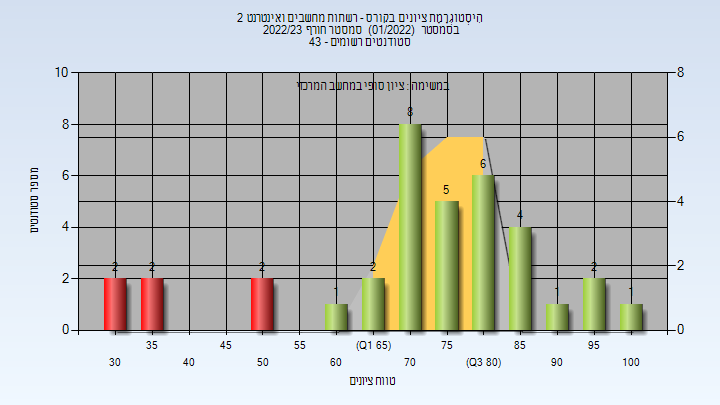 היסטוגרמת ציונים בקורס - רשתות מחשבים ואינטרנט 2
בסמסטר (01/2022) סמסטר חורף 2022/23
סטודנטים רשומים - 43
במשימה: ציון סופי במחשב המרכזי
10 8
8 6
6 4
4 2
2 0
0
מספר סטודנטים
2 2 2 1 2 8 5 6 4 1 2 1
35 45 55 (Q1 65) 75 85 95
30 40 50 60 70 (Q3 80) 90 100
טווח ציונים